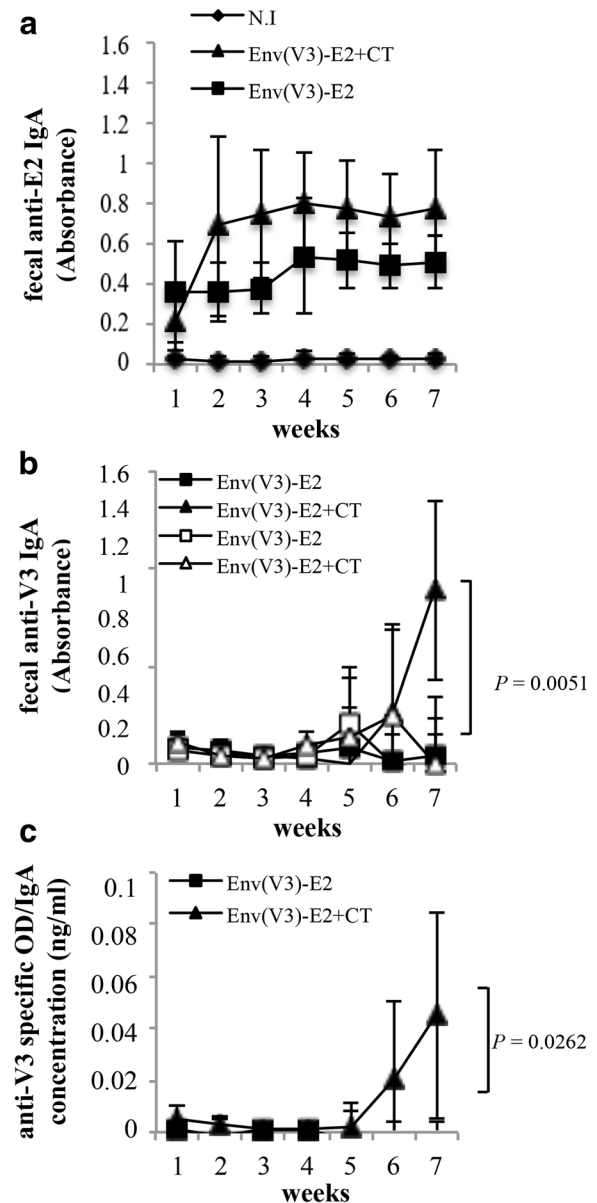 a
N.I
Env(V3)-E2+CT
Env(V3)-E2
fecal anti-E2 IgA
(Absorbance)
1.6
1.4
1.2
1
0.8
0.6
0.4
0.2
0
1 2 3 4 5 6 7
weeks
b
Env(V3)-E2
Env(V3)-E2+CT
Env(V3)-E2
Env(V3)-E2+CT
fecal anti-V3 IgA
(Absorbance)
1.6
1.4
1.2
1
0.8
0.6
0.4
0.2
0
P = 0.0051
1 2 3 4 5 6 7
weeks
c
Env(V3)-E2
Env(V3)-E2+CT
anti-V3 specific OD/IgA
concentration (ng/ml)
0.1
0.08
0.06
0.04
0.02
0
P = 0.0262
1 2 3 4 5 6 7
weeks